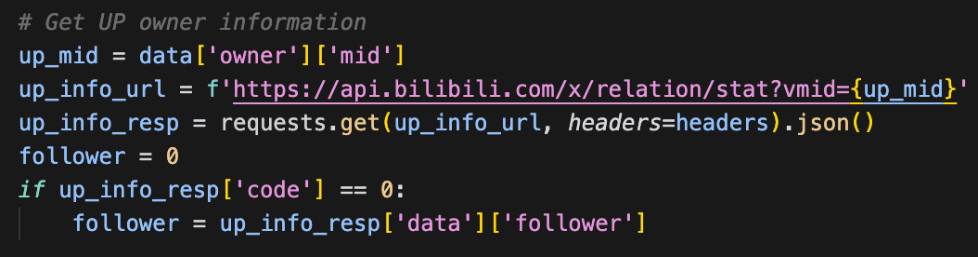 # Get UP owner information
up_mid = data['owner']['mid']
up_info_url = f'https://api.bilibili.com/x/relation/stat?vmid={up_mid}'
up_info_resp = requests.get(up_info_url, headers=headers).json()
follower = 0
if up_info_resp['code'] == 0:
    follower = up_info_resp['data']['follower']